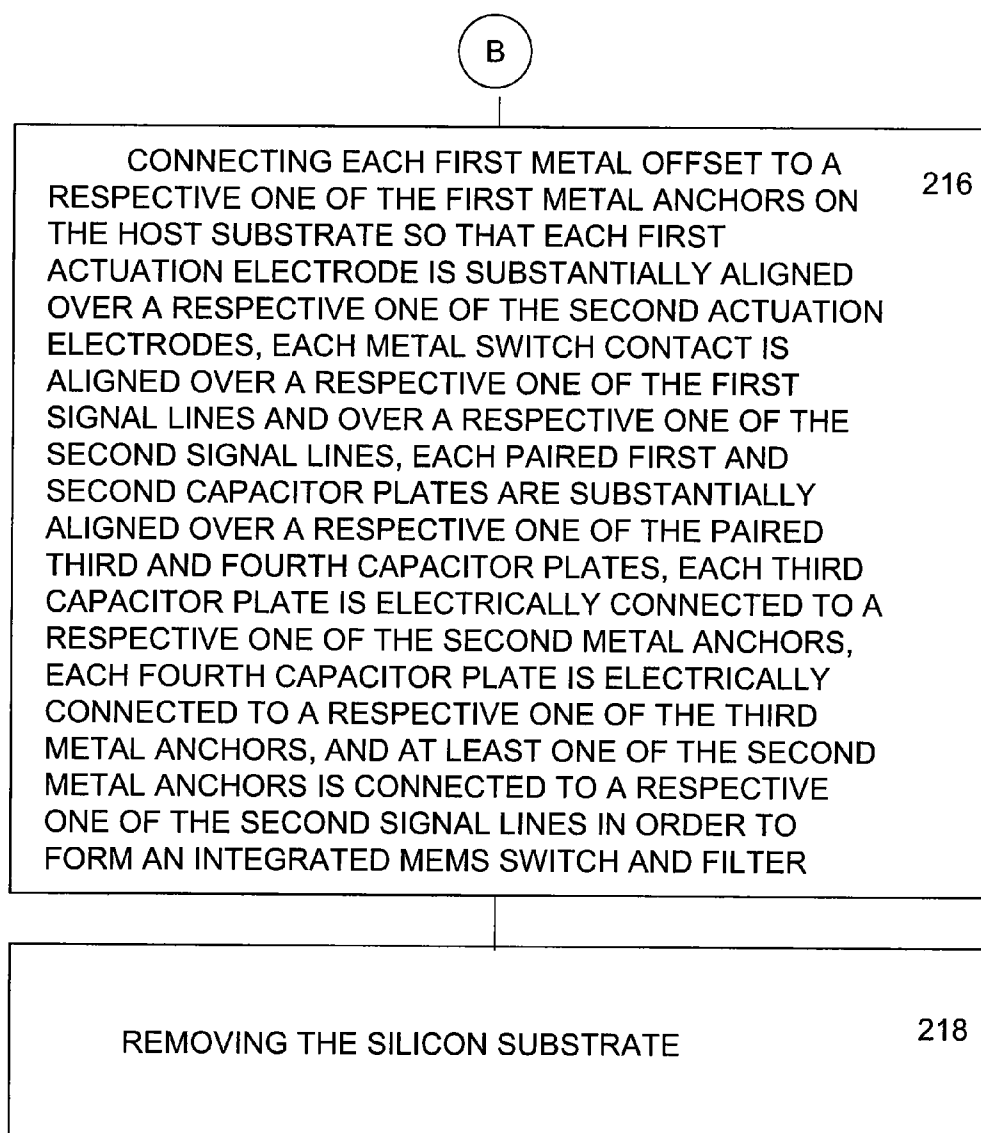 B
CONNECTING EACH FIRST METAL OFFSET TO A
216
RESPECTIVE ONE OF THE FIRST METAL ANCHORS ON
THE HOST SUBSTRATE SO THAT EACH FIRST
ACTUATION ELECTRODE IS SUBSTANTIALLY ALIGNED
OVER A RESPECTIVE ONE OF THE SECOND ACTUATION
ELECTRODES, EACH METAL SWITCH CONTACT IS
ALIGNED OVER A RESPECTIVE ONE OF THE FIRST
SIGNAL LINES AND OVER A RESPECTIVE ONE OF THE
SECOND SIGNAL LINES, EACH PAIRED FIRST AND
SECOND CAPACITOR PLATES ARE SUBSTANTIALLY
ALIGNED OVER A RESPECTIVE ONE OF THE PAIRED
THIRD AND FOURTH CAPACITOR PLATES, EACH THIRD
CAPACITOR PLATE IS ELECTRICALLY CONNECTED TO A
RESPECTIVE ONE OF THE SECOND METAL ANCHORS,
EACH FOURTH CAPACITOR PLATE IS ELECTRICALLY
CONNECTED TO A RESPECTIVE ONE OF THE THIRD
METAL ANCHORS, AND AT LEAST ONE OF THE SECOND
METAL ANCHORS IS CONNECTED TO A RESPECTIVE
ONE OF THE SECOND SIGNAL LINES IN ORDER TO
FORM AN INTEGRATED MEMS SWITCH AND FILTER
REMOVING THE SILICON SUBSTRATE
218